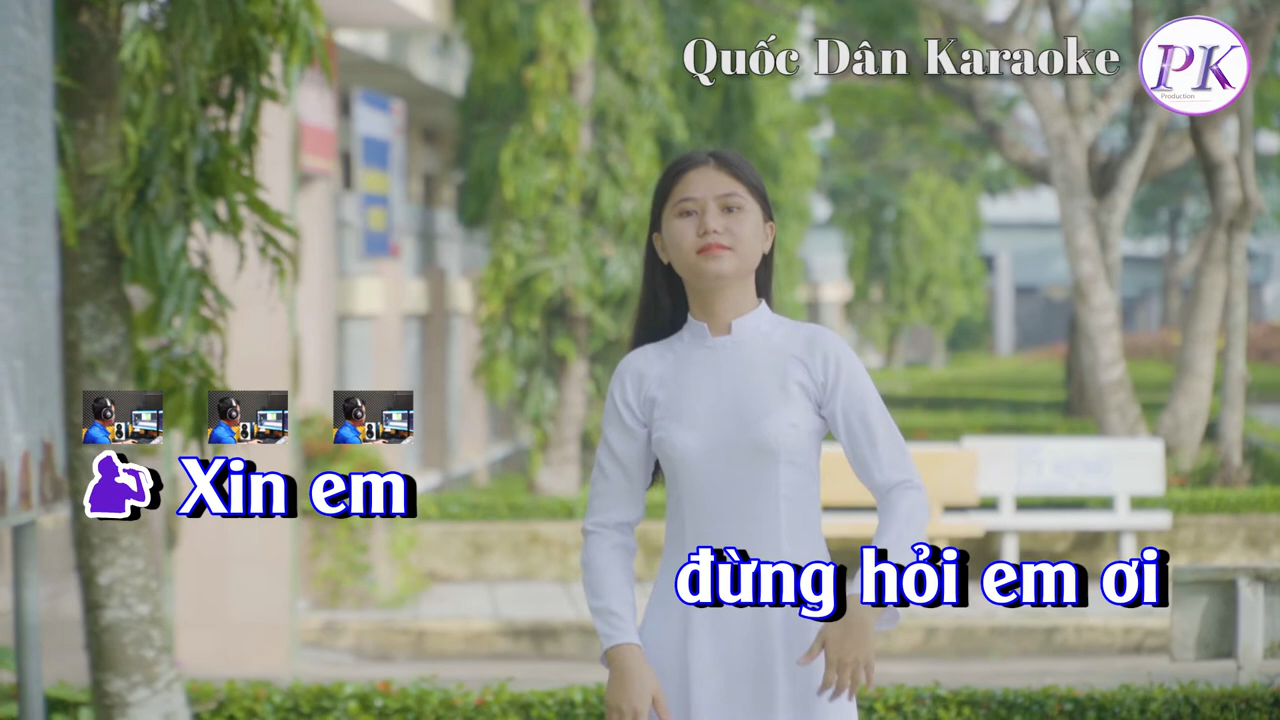 Quốc Dân Karaoke
PK
Production
Xin em
đừng hỏi em ơi